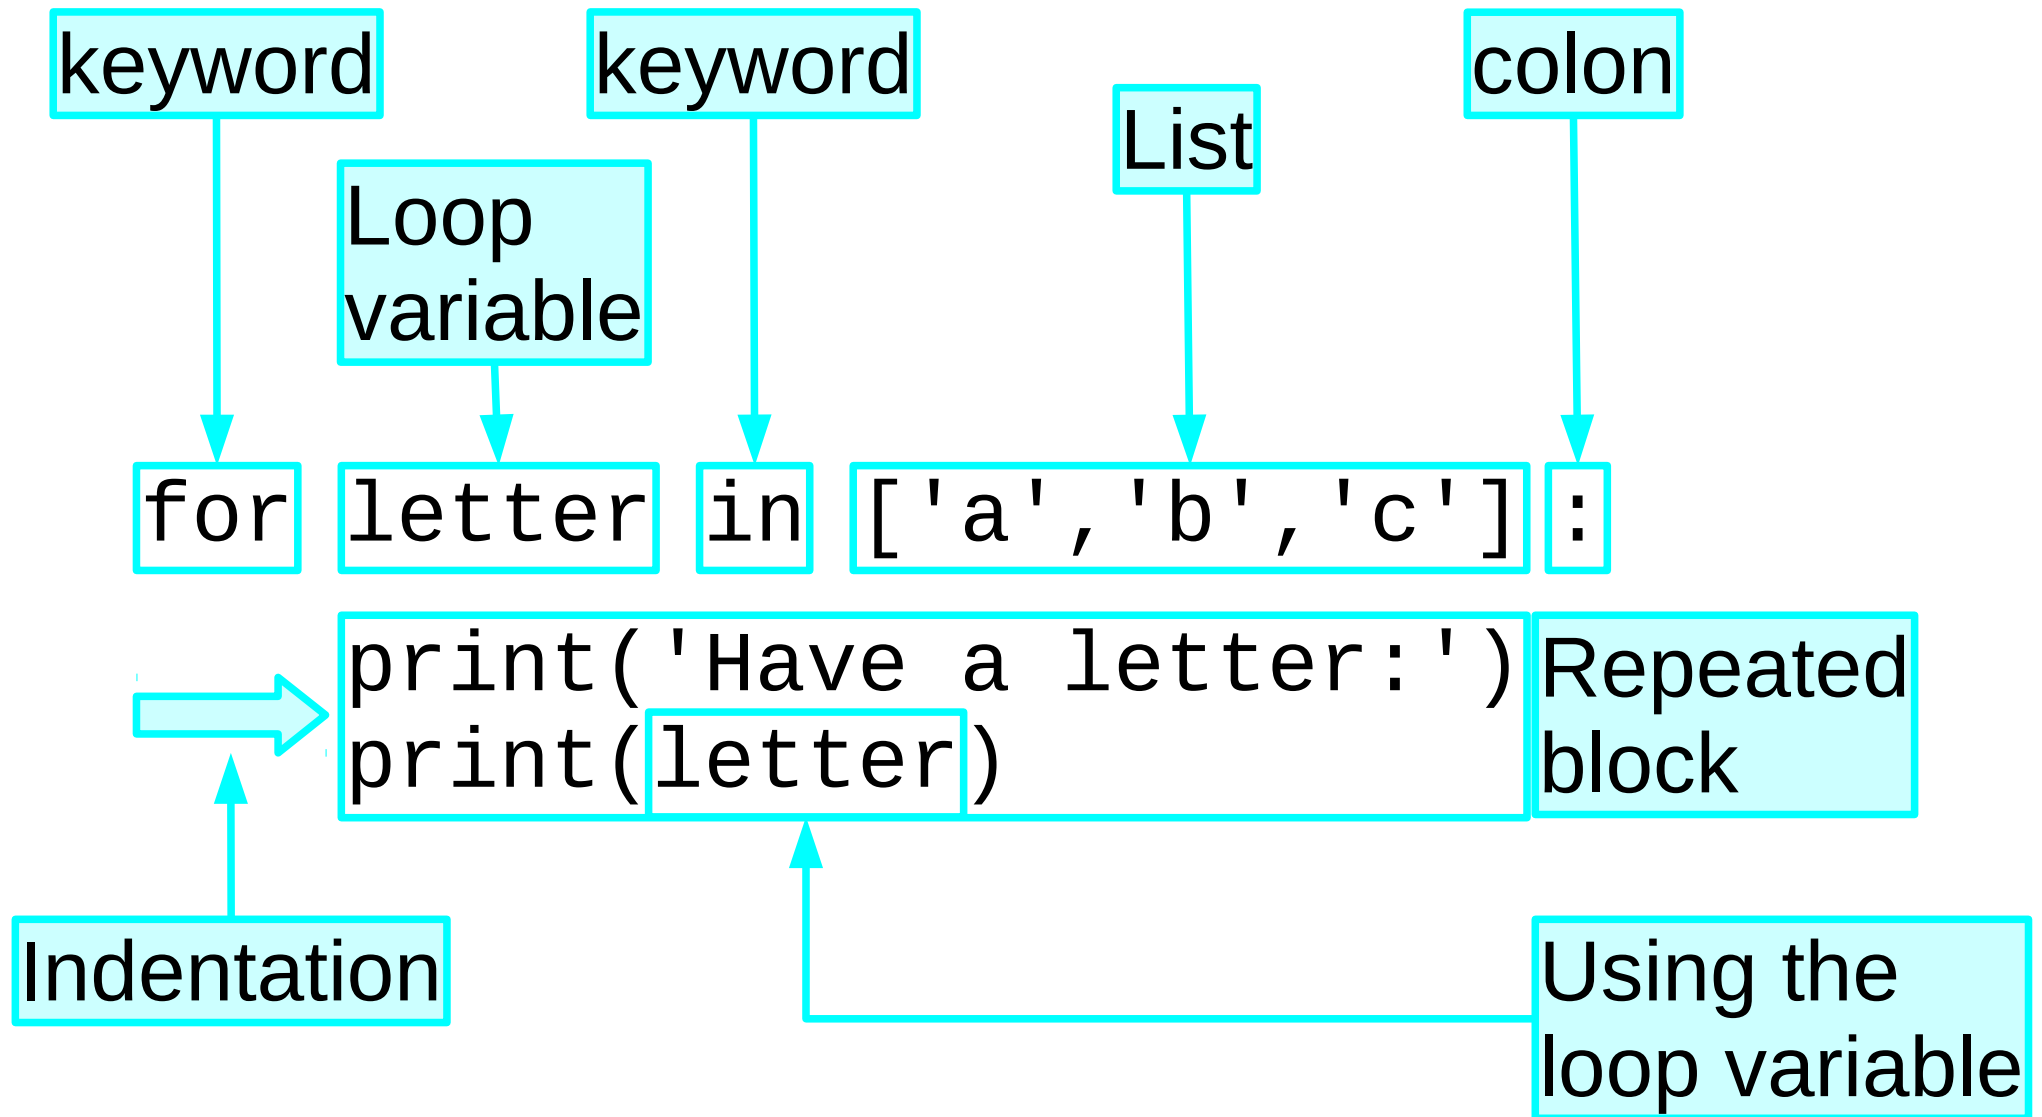 keyword keyword colon
List
Loop
variable
for letter in ['a','b','c'] :
print('Have a letter:')
print(letter)
Repeated
block
Indentation
Using the
loop variable